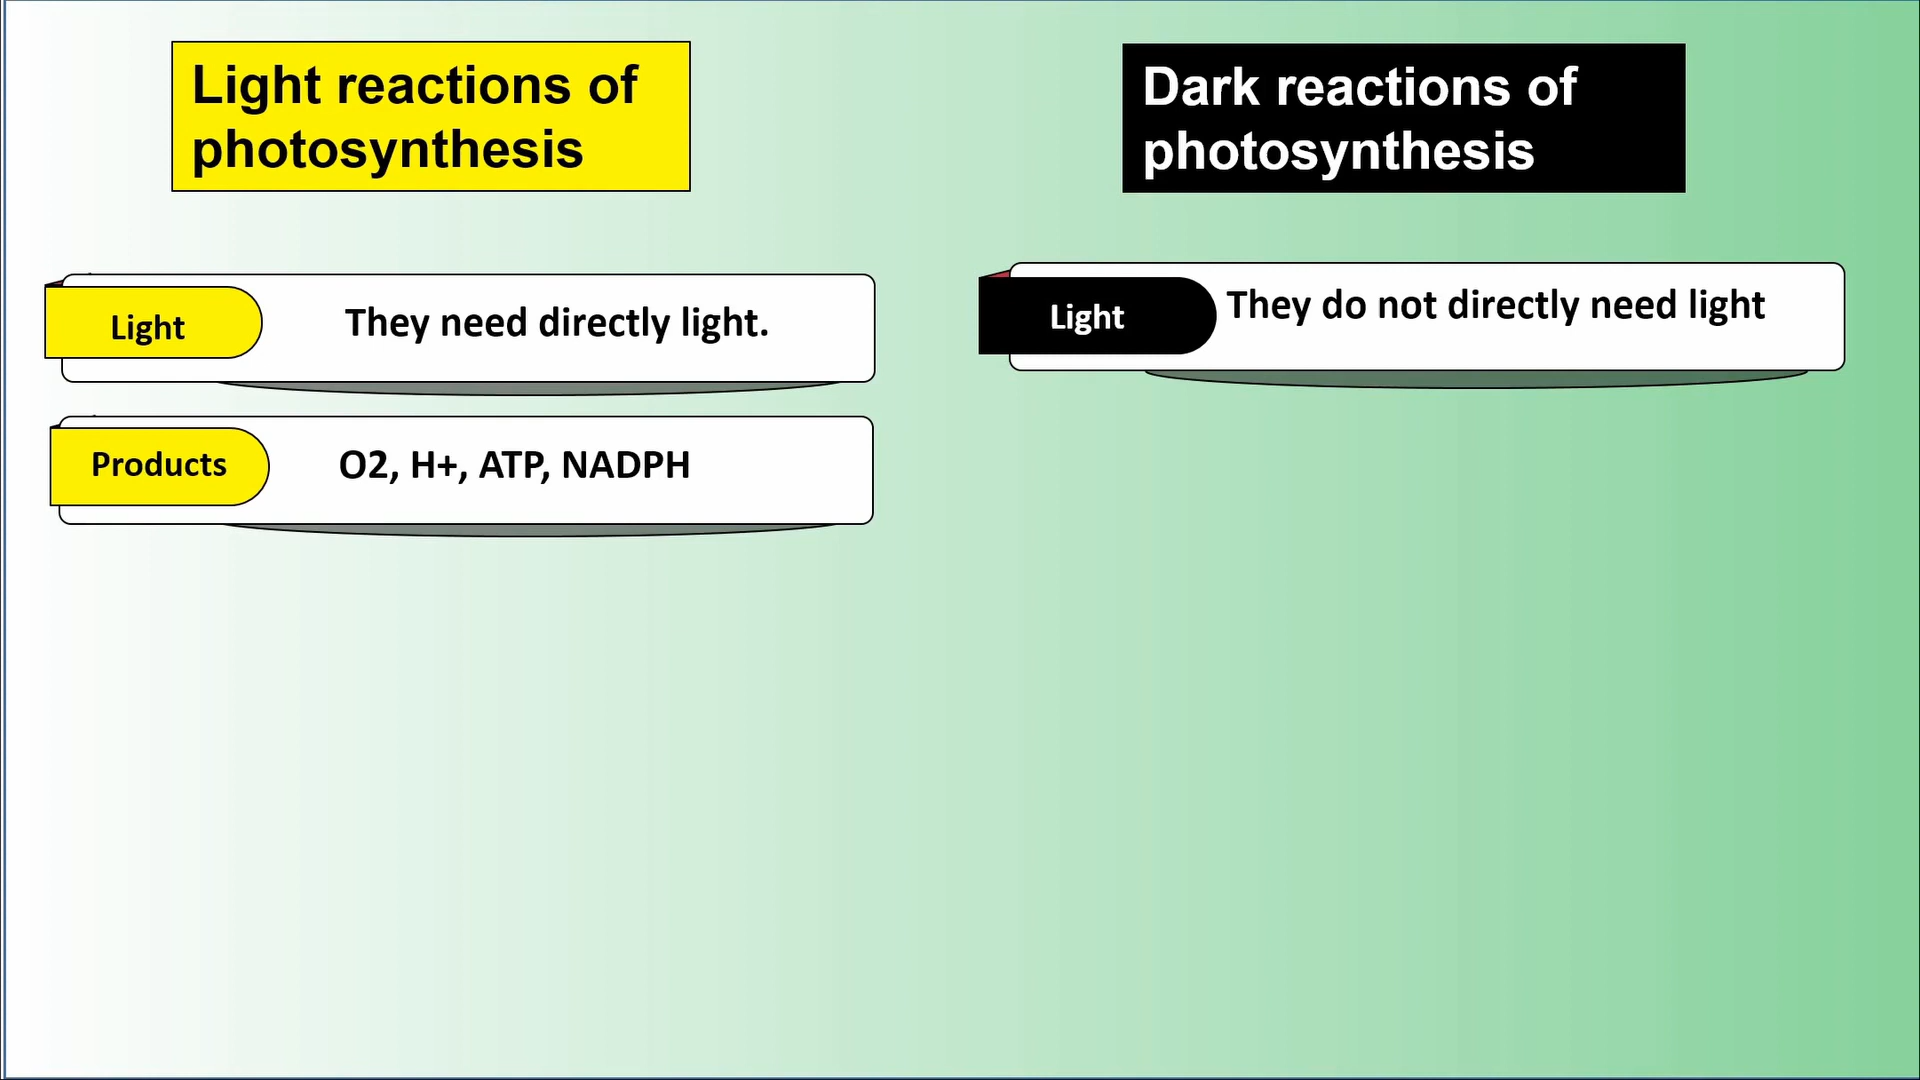 Light reactions of
photosynthesis
Dark reactions of
photosynthesis
Light
They need directly light.
Light
They do not directly need light
Products
O2, H+, ATP, NADPH